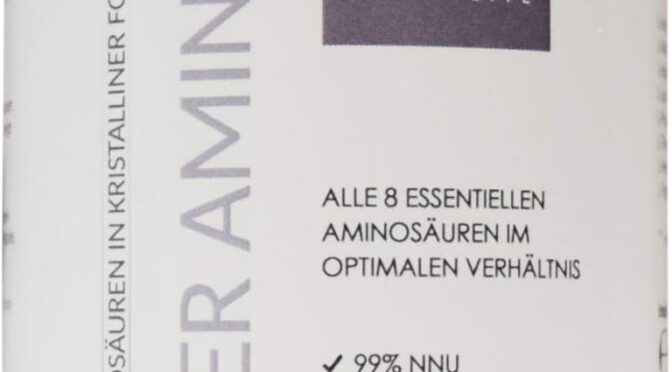 OSÄUREN IN KRISTALLINER FO
ER AMIN
ALLE 8 ESSENTIELLEN
AMINOSÄUREN IM
OPTIMALEN VERHÄLTNIS
✓ 99% NNU